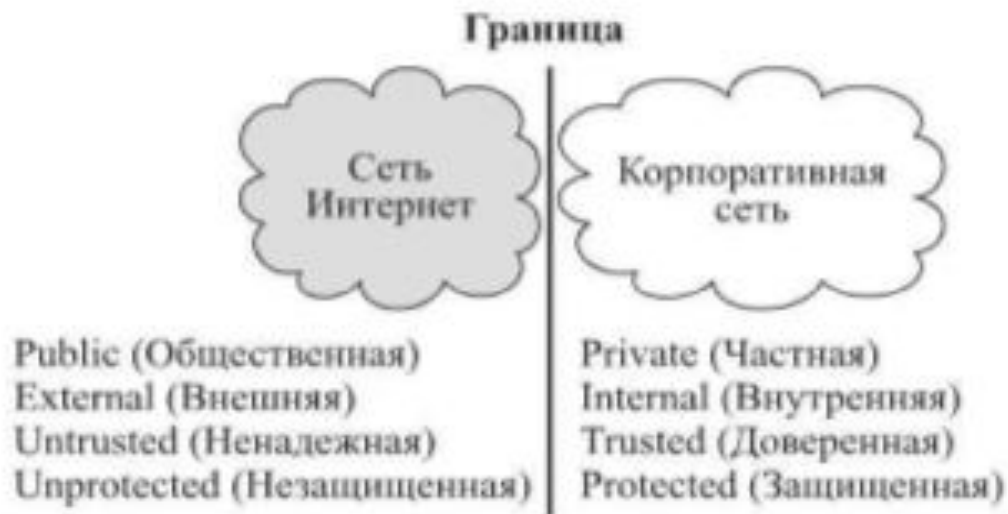 Граница
Сеть
Интернет
Корпоративная
сеть
Public (Общественная)
External (Внешняя)
Untrusted (Ненадежная)
Unprotected (Незащищенная)
Private (Частная)
Internal (Внутренняя)
Trusted (Доверенная)
Protected (Защищенная)